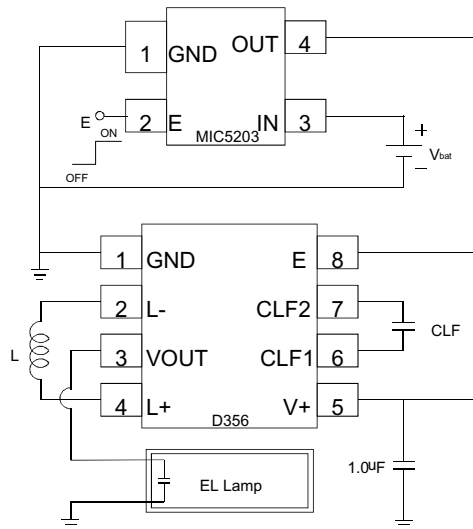 1 GND OUT 4
E 2 E IN 3
ON
OFF
MIC5203
+
Vbat
−
1 GND E 8
2 L- CLF2 7
CLF
L
3 VOUT CLF1 6
4 L+ V+ 5
D356
EL Lamp
1.0uF